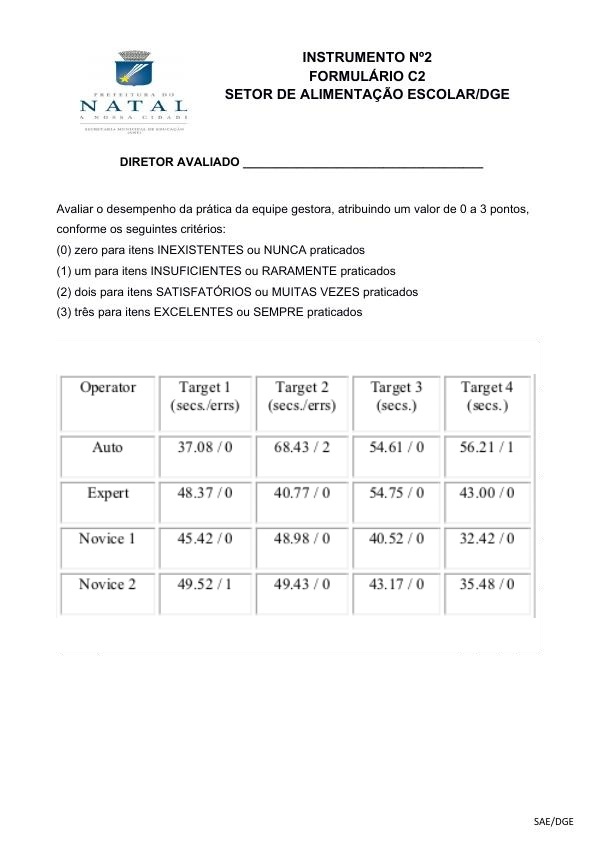 INSTRUMENTO Nº2
FORMULÁRIO C2
SETOR DE ALIMENTAÇÃO ESCOLAR/DGE
PREFEITURA DO
NATAL
A NOSSA CIDADE
SECRETARIA MUNICIPAL DE EDUCAÇÃO
DIRETOR AVALIADO ____________________________________
Avaliar o desempenho da prática da equipe gestora, atribuindo um valor de 0 a 3 pontos,
conforme os seguintes critérios:
(0) zero para itens INEXISTENTES ou NUNCA praticados
(1) um para itens INSUFICIENTES ou RARAMENTE praticados
(2) dois para itens SATISFATÓRIOS ou MUITAS VEZES praticados
(3) três para itens EXCELENTES ou SEMPRE praticados
Operator Target 1 Target 2 Target 3 Target 4
(secs./errs) (secs./errs) (secs.) (secs.)
Auto 37.08 / 0 68.43 / 2 54.61 / 0 56.21 / 1
Expert 48.37 / 0 40.77 / 0 54.75 / 0 43.00 / 0
Novice 1 45.42 / 0 48.98 / 0 40.52 / 0 32.42 / 0
Novice 2 49.52 / 1 49.43 / 0 43.17 / 0 35.48 / 0
SAE/DGE